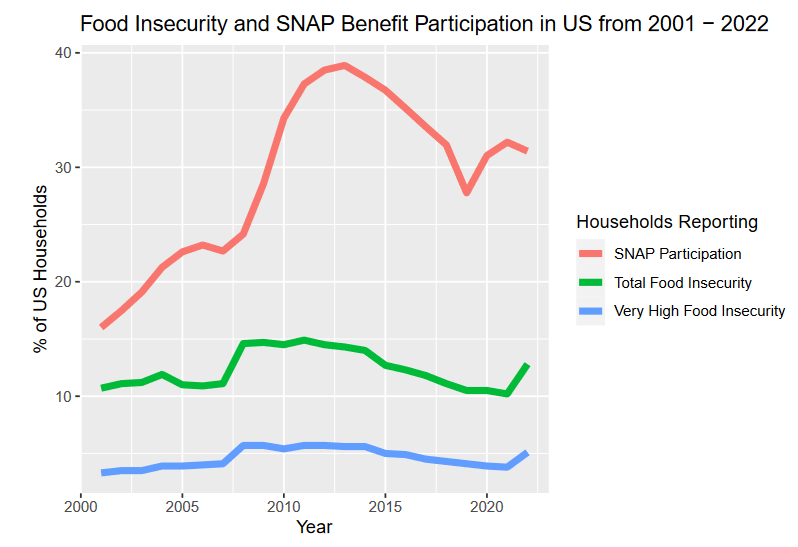 Food Insecurity and SNAP Benefit Participation in US from 2001 − 2022
40
30
20
10
% of US Households
2000 2005 2010 2015 2020
Year
Households Reporting
SNAP Participation
Total Food Insecurity
Very High Food Insecurity